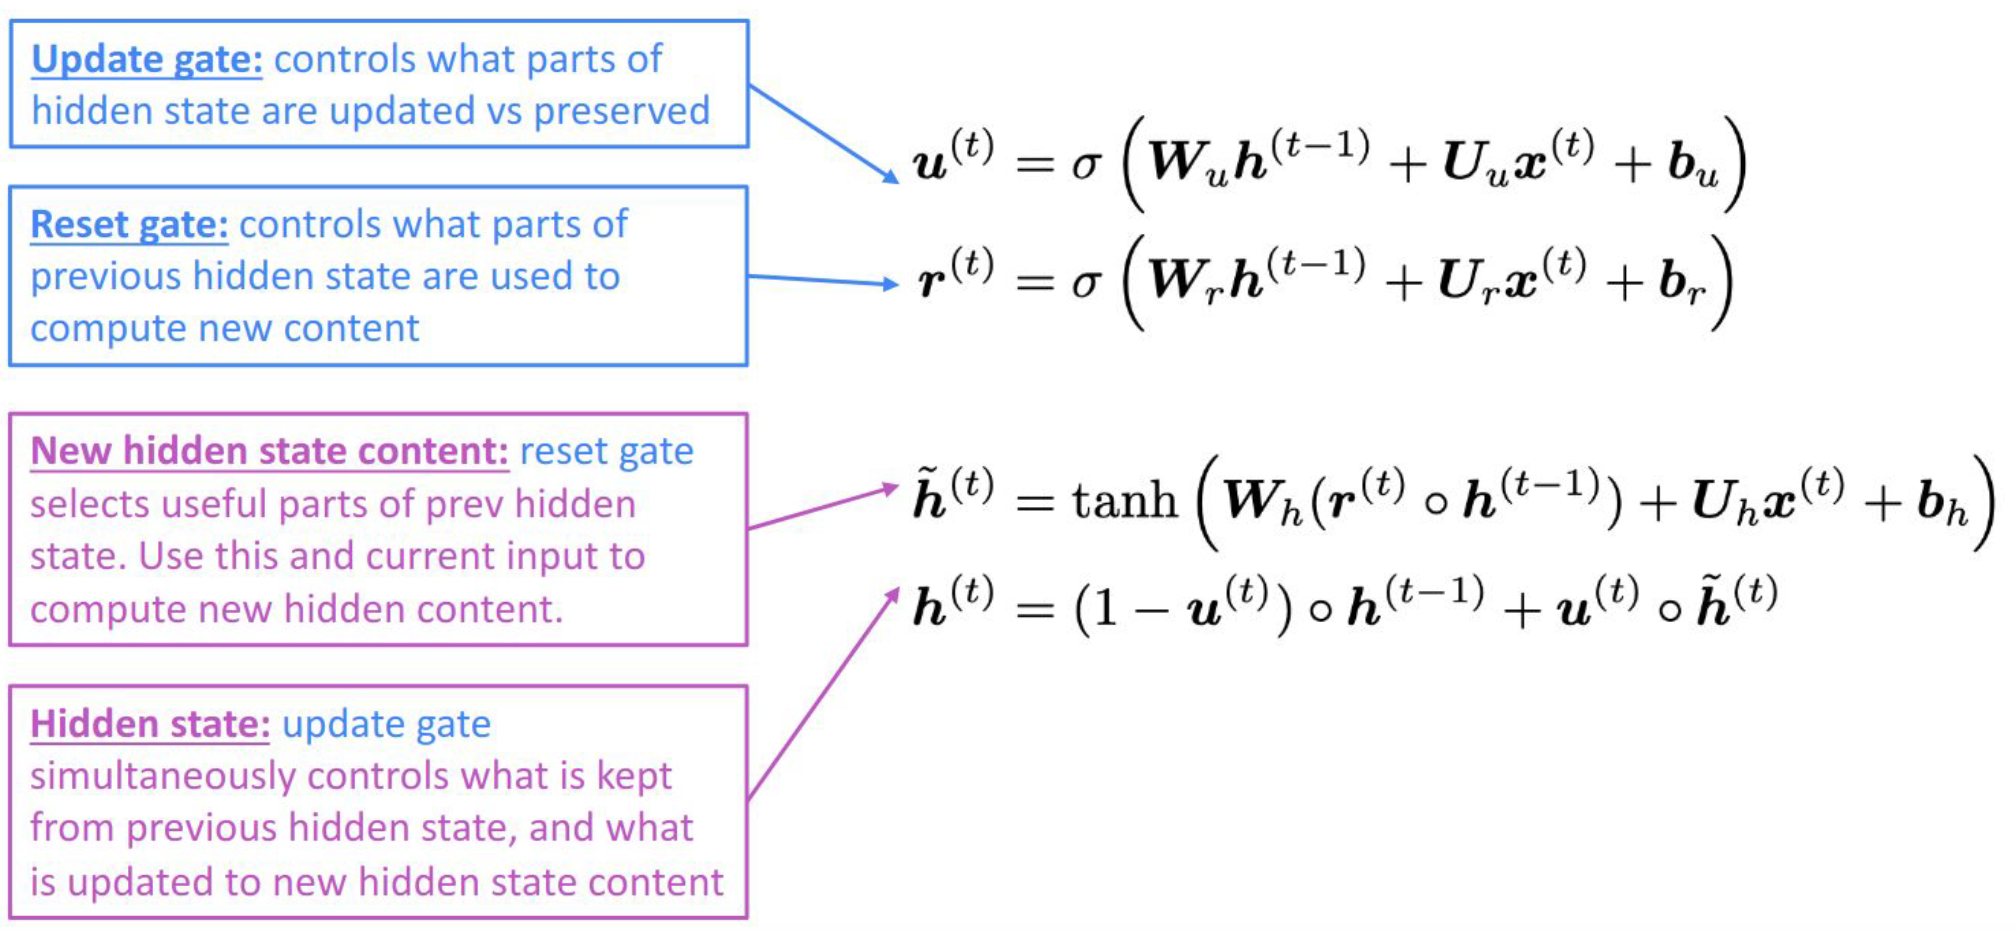 Update gate: controls what parts of
hidden state are updated vs preserved
Reset gate: controls what parts of
previous hidden state are used to
compute new content
New hidden state content: reset gate
selects useful parts of prev hidden
state. Use this and current input to
compute new hidden content.
Hidden state: update gate
simultaneously controls what is kept
from previous hidden state, and what
is updated to new hidden state content
u^(t) = σ (W_u h^(t−1) + U_u x^(t) + b_u)
r^(t) = σ (W_r h^(t−1) + U_r x^(t) + b_r)
h̃^(t) = tanh (W_h(r^(t) ∘ h^(t−1)) + U_h x^(t) + b_h)
h^(t) = (1 − u^(t)) ∘ h^(t−1) + u^(t) ∘ h̃^(t)